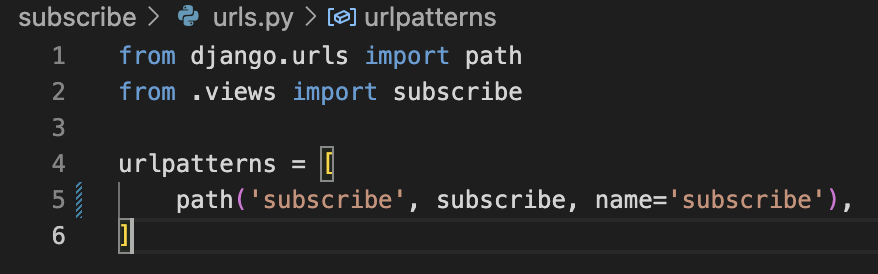 subscribe > urls.py > urlpatterns
1 from django.urls import path
2 from .views import subscribe
3
4 urlpatterns = [
5     path('subscribe', subscribe, name='subscribe'),
6 ]